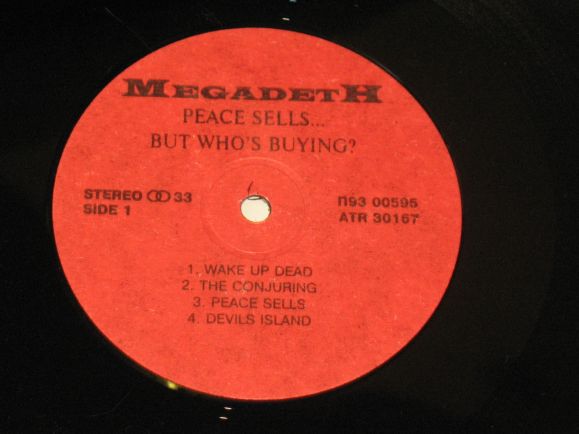 MEGADETH
PEACE SELLS...
BUT WHO'S BUYING?
STEREO 33
SIDE 1
П93 00595
ATR 30167
1. WAKE UP DEAD
2. THE CONJURING
3. PEACE SELLS
4. DEVILS ISLAND